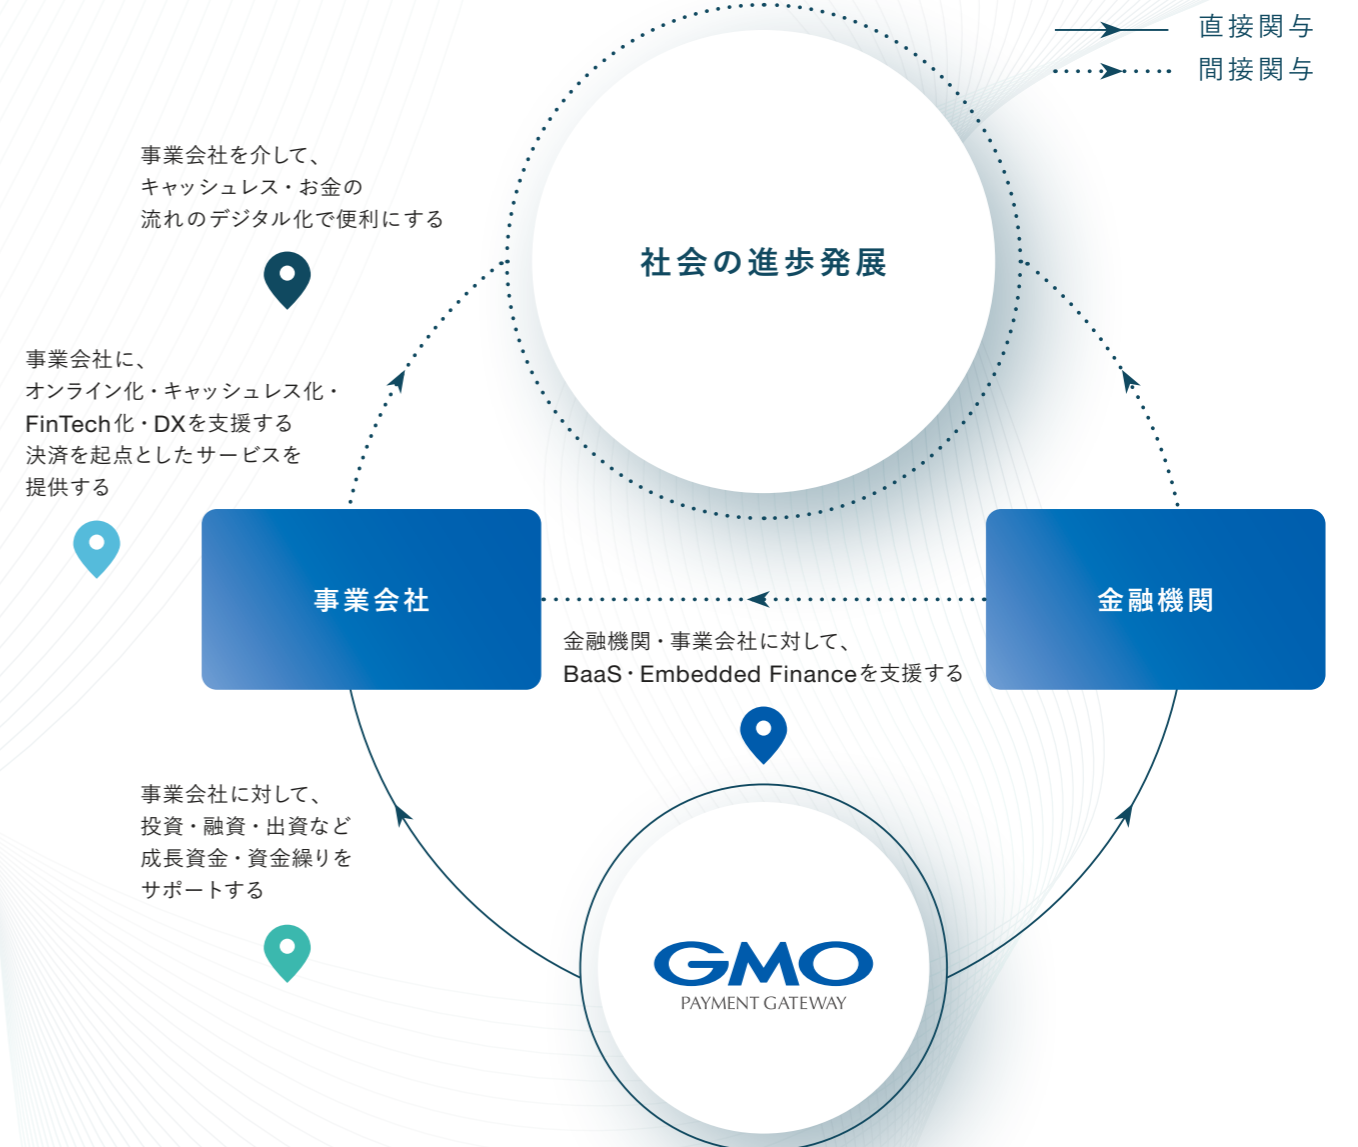 直接関与
間接関与
事業会社を介して、
キャッシュレス・お金の
流れのデジタル化で便利にする
社会の進歩発展
事業会社に、
オンライン化・キャッシュレス化・
FinTech化・DXを支援する
決済を起点としたサービスを
提供する
事業会社
金融機関
金融機関・事業会社に対して、
BaaS・Embedded Financeを支援する
事業会社に対して、
投資・融資・出資など
成長資金・資金繰りを
サポートする
GMO
PAYMENT GATEWAY